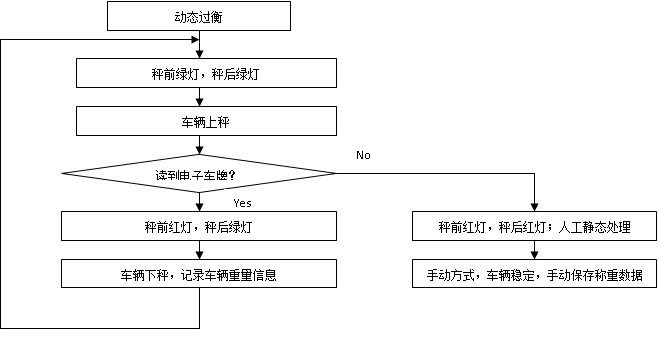 动态过衡
秤前绿灯，秤后绿灯
车辆上秤
No
读到电子车牌？
Yes
秤前红灯，秤后绿灯
秤前红灯，秤后红灯；人工静态处理
车辆下秤，记录车辆重量信息
手动方式，车辆稳定，手动保存称重数据